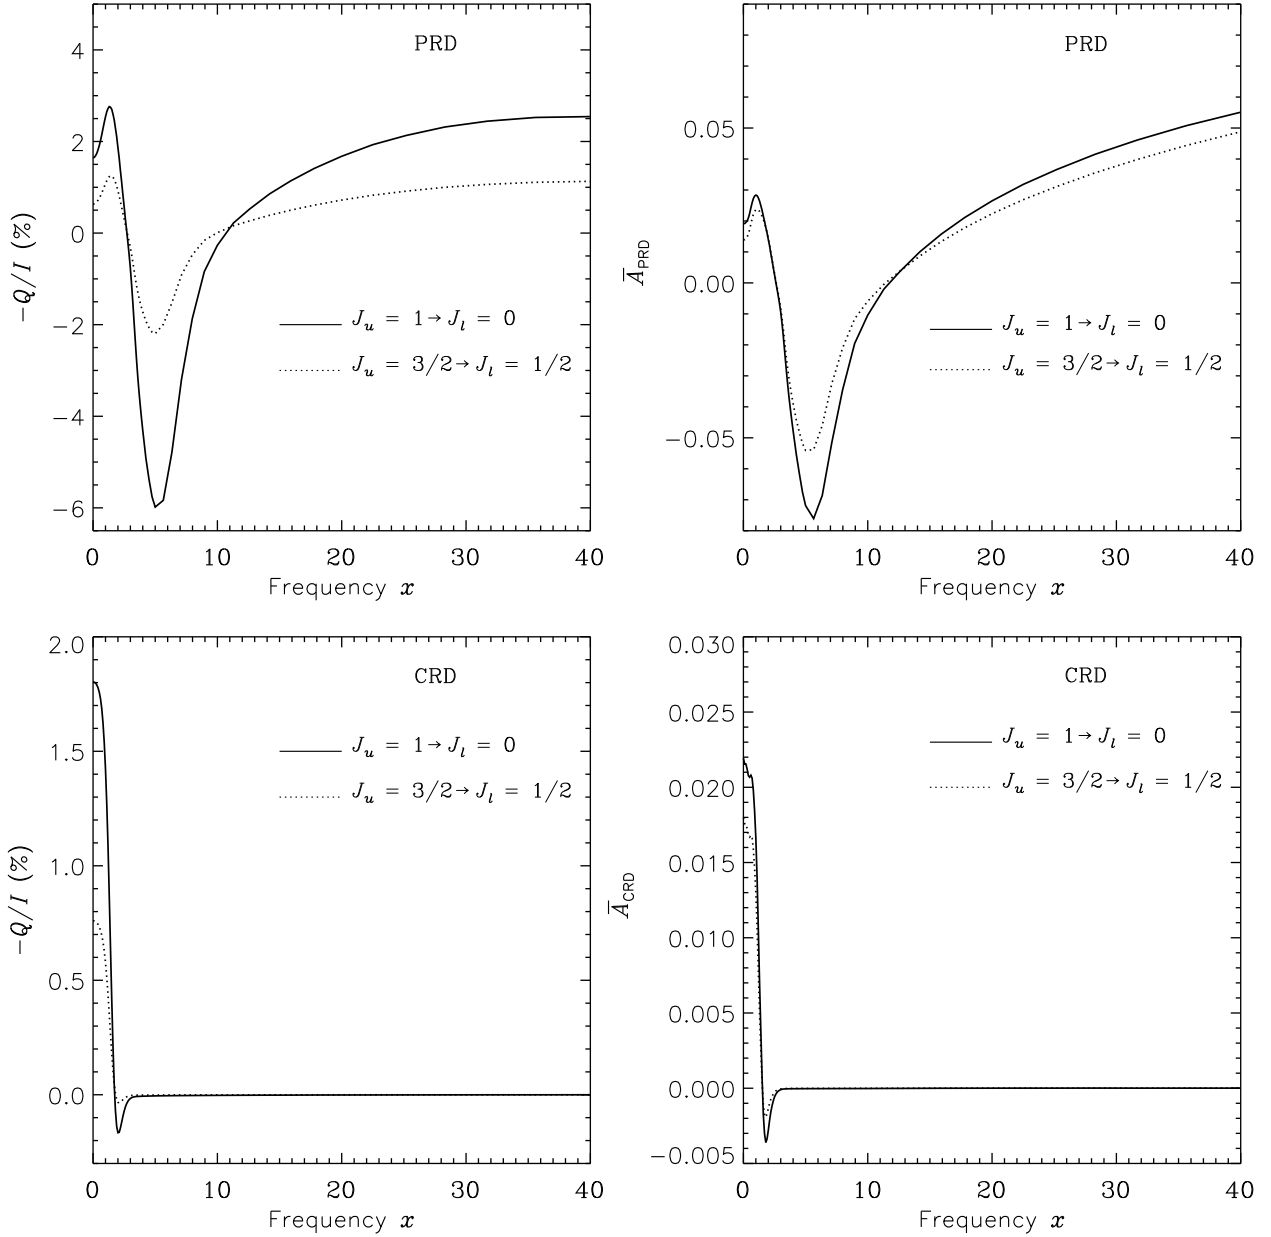 PRD
4
2
0
−2
−4
−6
−Q/I (%)
J_u = 1→J_l = 0
J_u = 3/2→J_l = 1/2
0 10 20 30 40
Frequency x
PRD
0.05
0.00
−0.05
A̅_PRD
J_u = 1→J_l = 0
J_u = 3/2→J_l = 1/2
0 10 20 30 40
Frequency x
CRD
2.0
1.5
1.0
0.5
0.0
−Q/I (%)
J_u = 1→J_l = 0
J_u = 3/2→J_l = 1/2
0 10 20 30 40
Frequency x
CRD
0.030
0.025
0.020
0.015
0.010
0.005
0.000
−0.005
A̅_CRD
J_u = 1→J_l = 0
J_u = 3/2→J_l = 1/2
0 10 20 30 40
Frequency x